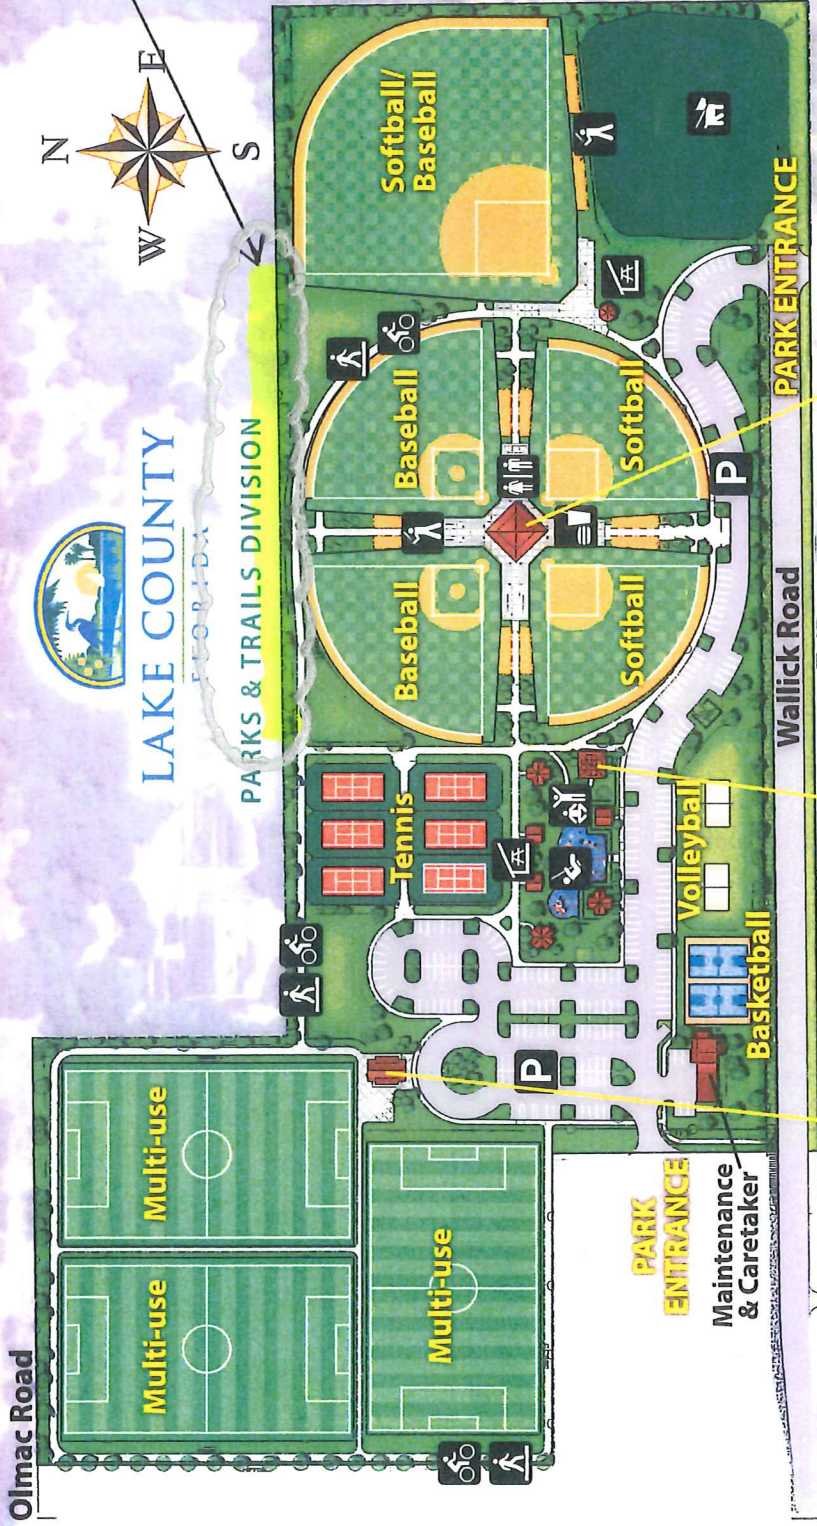 Olmac Road
N
E
S
W
LAKE COUNTY
FLORIDA
PARKS & TRAILS DIVISION
Softball/
Baseball
Baseball
Baseball
Softball
Softball
PARK ENTRANCE
P
Wallick Road
Tennis
Volleyball
Basketball
Multi-use
Multi-use
Multi-use
P
PARK
ENTRANCE
Maintenance
& Caretaker